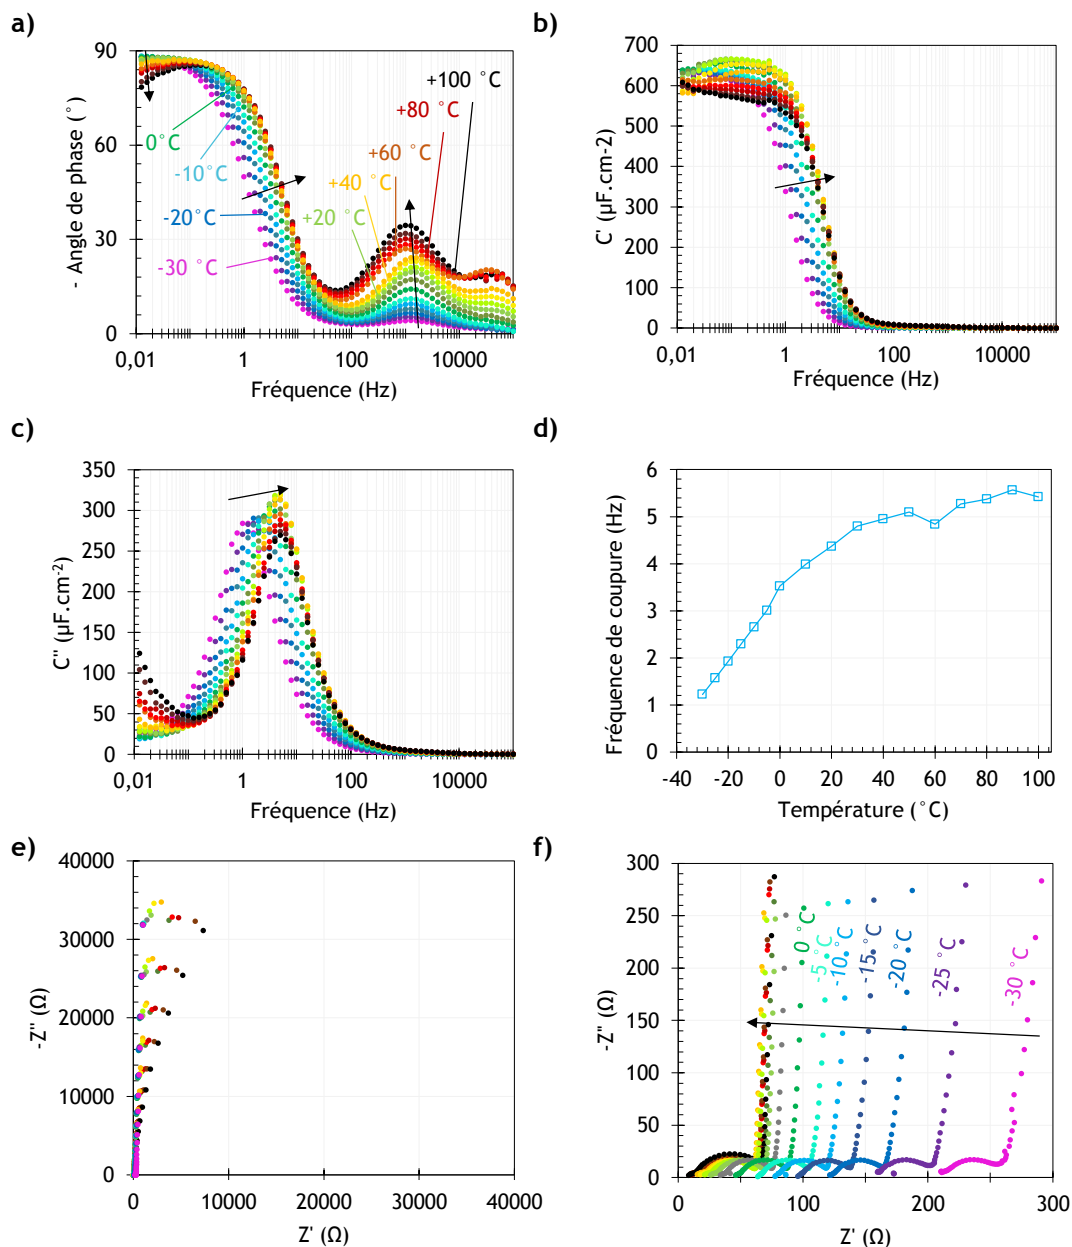 a)
90
60
30
0
- Angle de phase (°)
0,01
1
100
10000
Fréquence (Hz)
+100 °C
+80 °C
+60 °C
+40 °C
+20 °C
0°C
-10°C
-20°C
-30 °C
b)
700
600
500
400
300
200
100
0
C' (µF.cm-2)
0,01
1
100
10000
Fréquence (Hz)
c)
350
300
250
200
150
100
50
0
C'' (µF.cm-2)
0,01
1
100
10000
Fréquence (Hz)
d)
6
5
4
3
2
1
0
Fréquence de coupure (Hz)
-40
-20
0
20
40
60
80
100
Température (°C)
e)
40000
30000
20000
10000
0
-Z'' (Ω)
0
10000
20000
30000
40000
Z' (Ω)
f)
300
250
200
150
100
50
0
-Z'' (Ω)
0
50
100
150
200
250
300
Z' (Ω)
0 °C
-5 °C
-10°C
-15°C
-20 °C
-25 °C
-30 °C